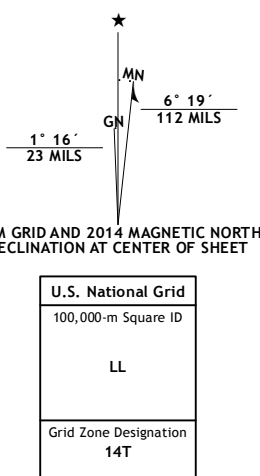 ★
MN
6° 19´
112 MILS
GN
1° 16´
23 MILS
M GRID AND 2014 MAGNETIC NORTH
ECLINATION AT CENTER OF SHEET
U.S. National Grid
100,000-m Square ID
LL
Grid Zone Designation
14T